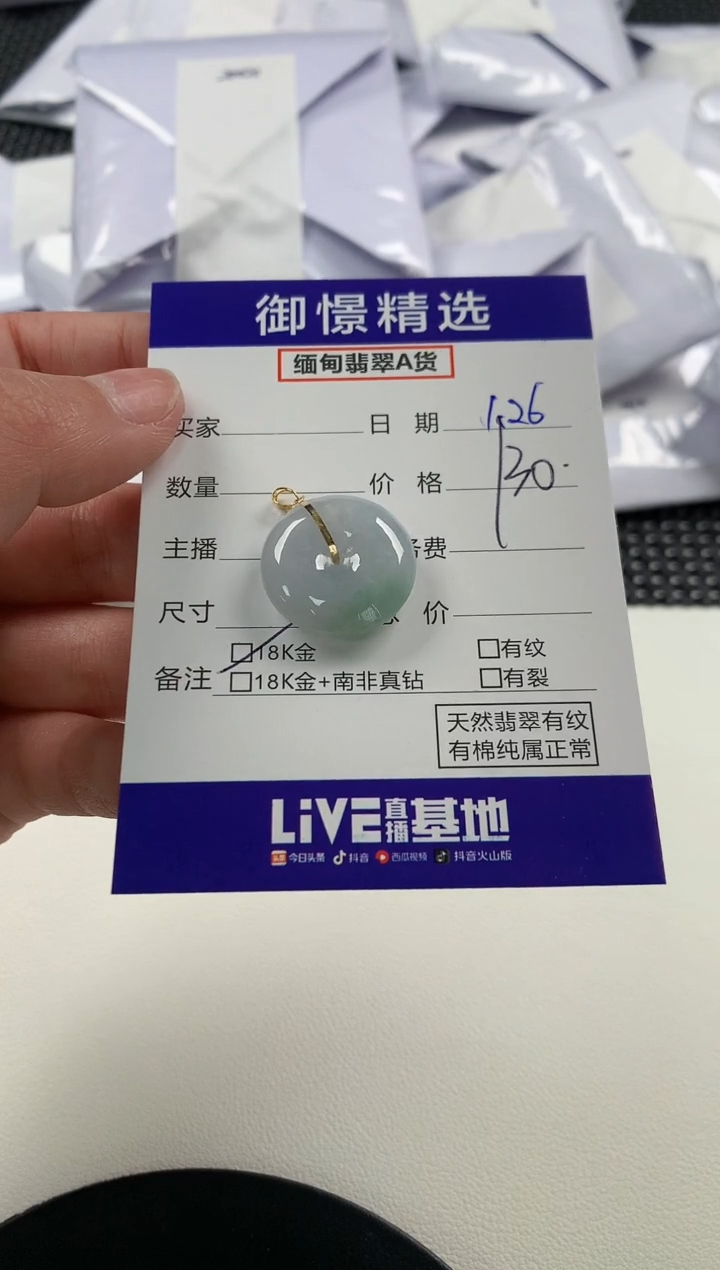 御憬精选
缅甸翡翠A货
买家 日 期 1.26
数量 价 格 130.
主播 务费
尺寸 总 价
备注 18K金 有纹
18K金+南非真钻 有裂
天然翡翠有纹
有棉纯属正常
LiVE直播基地
头条 今日头条 抖音 西瓜视频 抖音火山版